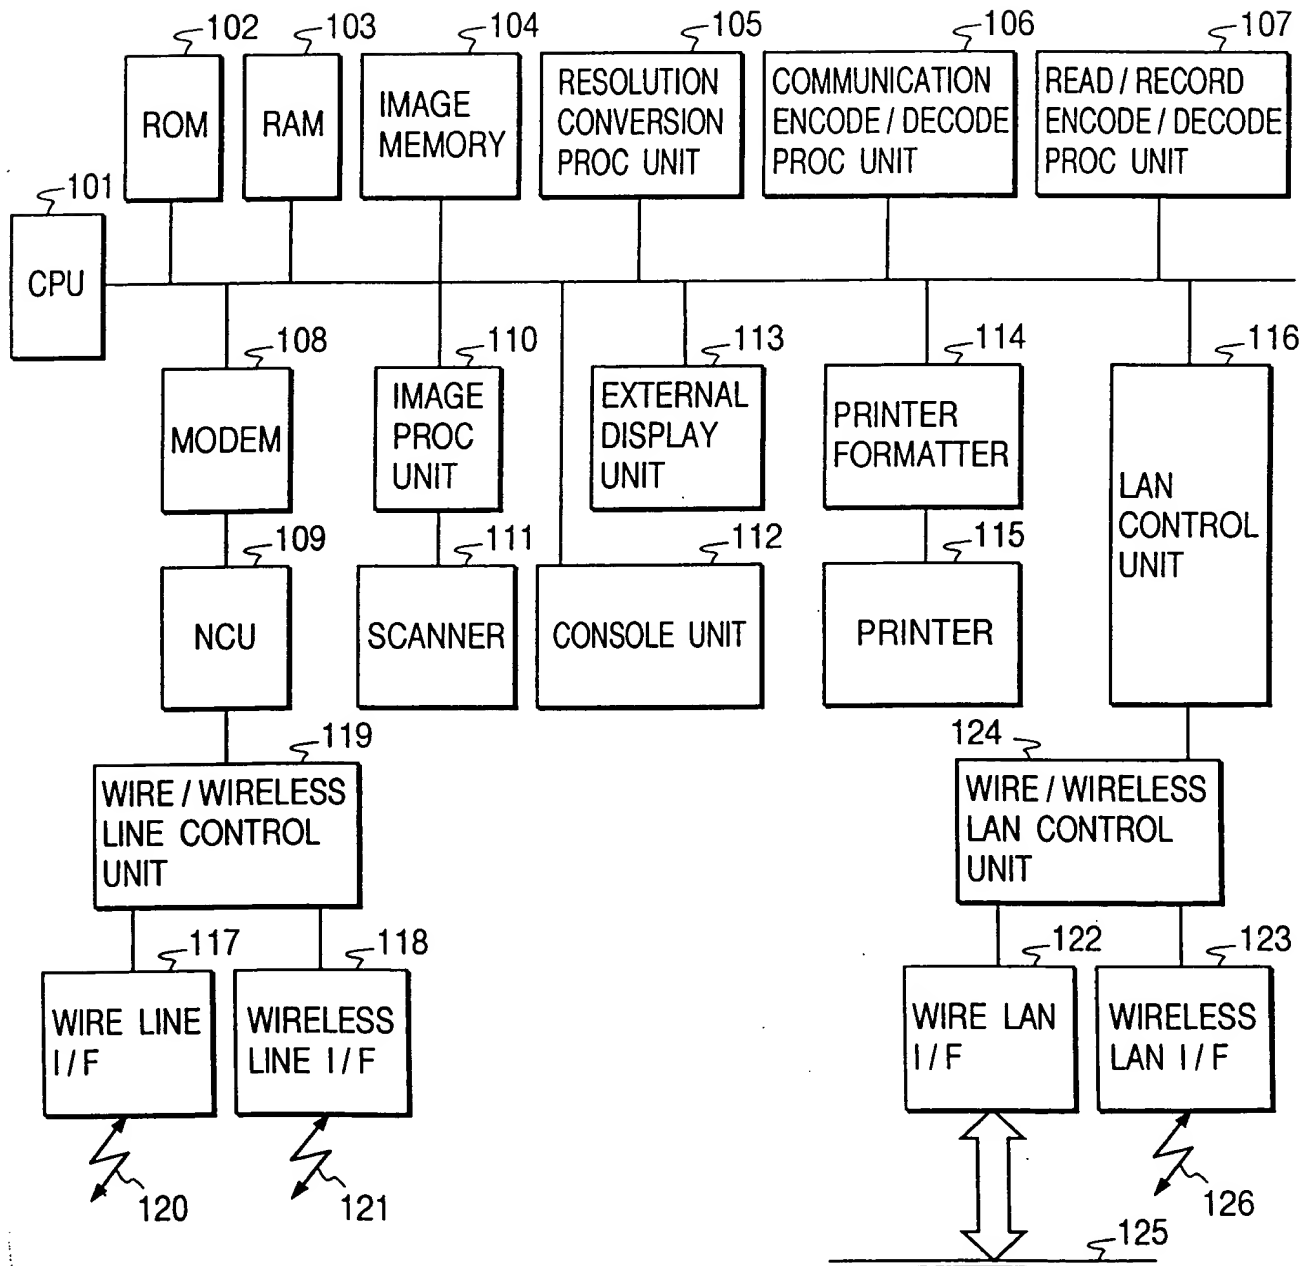 102
103
104
105
106
107
ROM
RAM
IMAGE
MEMORY
RESOLUTION
CONVERSION
PROC UNIT
COMMUNICATION
ENCODE / DECODE
PROC UNIT
READ / RECORD
ENCODE / DECODE
PROC UNIT
101
CPU
108
110
113
114
116
MODEM
IMAGE
PROC
UNIT
EXTERNAL
DISPLAY
UNIT
PRINTER
FORMATTER
LAN
CONTROL
UNIT
109
111
112
115
NCU
SCANNER
CONSOLE UNIT
PRINTER
119
124
WIRE / WIRELESS
LINE CONTROL
UNIT
WIRE / WIRELESS
LAN CONTROL
UNIT
117
118
122
123
WIRE LINE
I / F
WIRELESS
LINE I / F
WIRE LAN
I / F
WIRELESS
LAN I / F
120
121
126
125